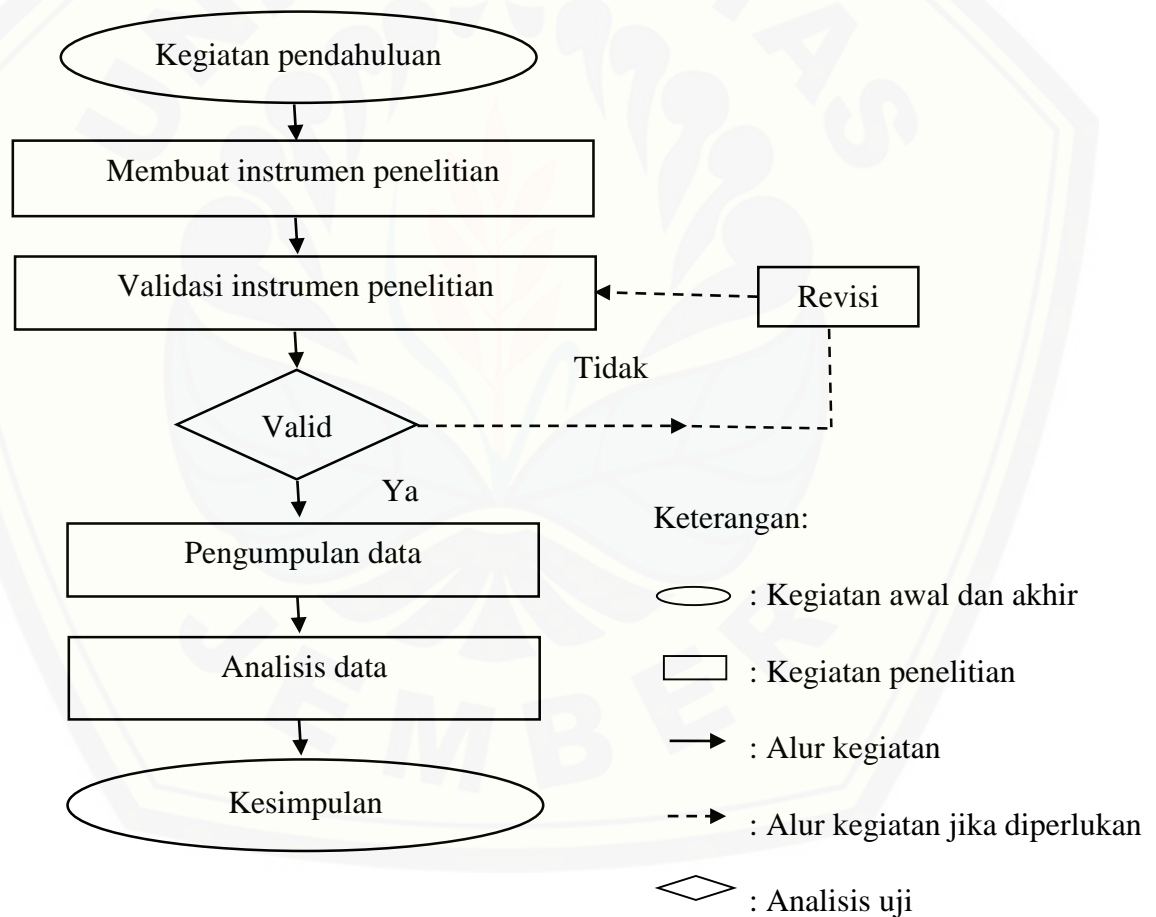 Kegiatan pendahuluan
Membuat instrumen penelitian
Validasi instrumen penelitian
Revisi
Tidak
Valid
Ya
Pengumpulan data
Analisis data
Kesimpulan
Keterangan:
: Kegiatan awal dan akhir
: Kegiatan penelitian
: Alur kegiatan
: Alur kegiatan jika diperlukan
: Analisis uji
JEMBER